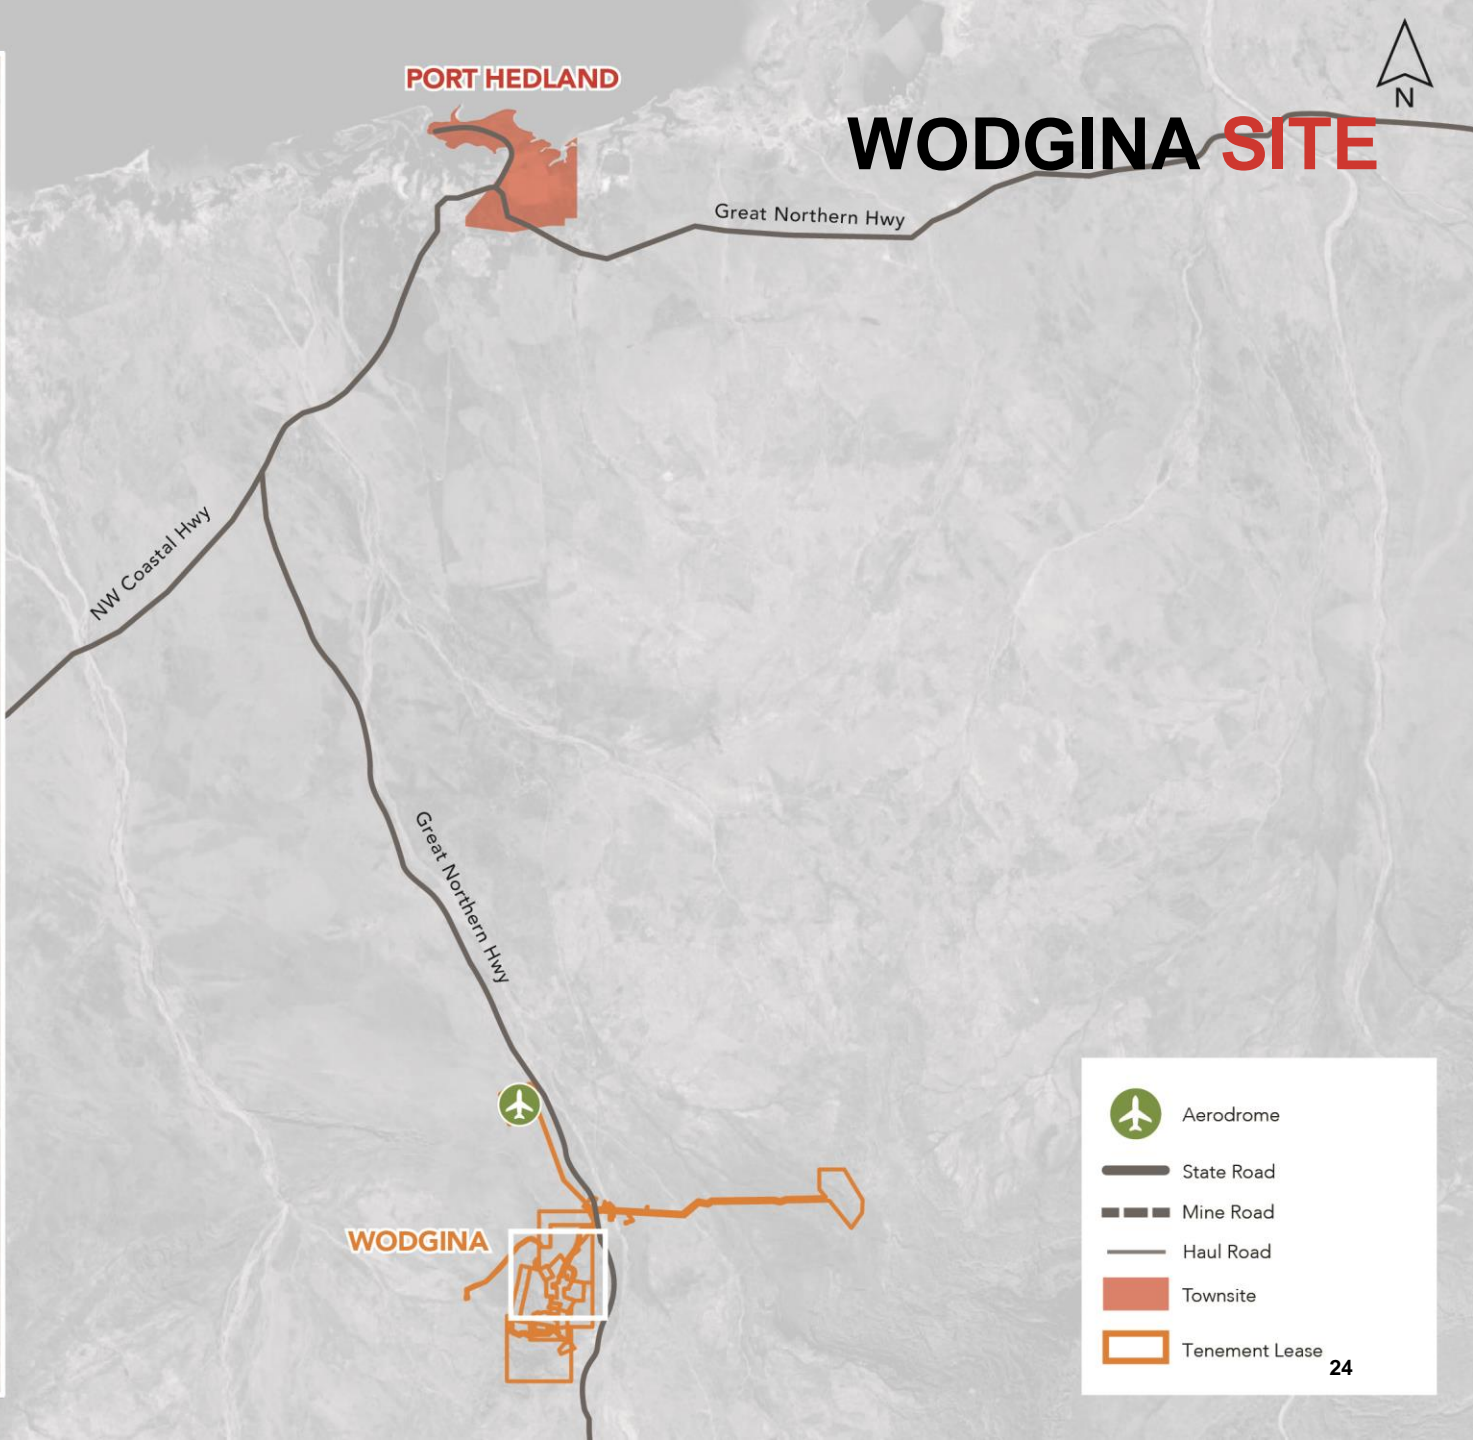 PORT HEDLAND
N
WODGINA SITE
Great Northern Hwy
NW Coastal Hwy
Great Northern Hwy
WODGINA
Aerodrome
State Road
Mine Road
Haul Road
Townsite
Tenement Lease
24